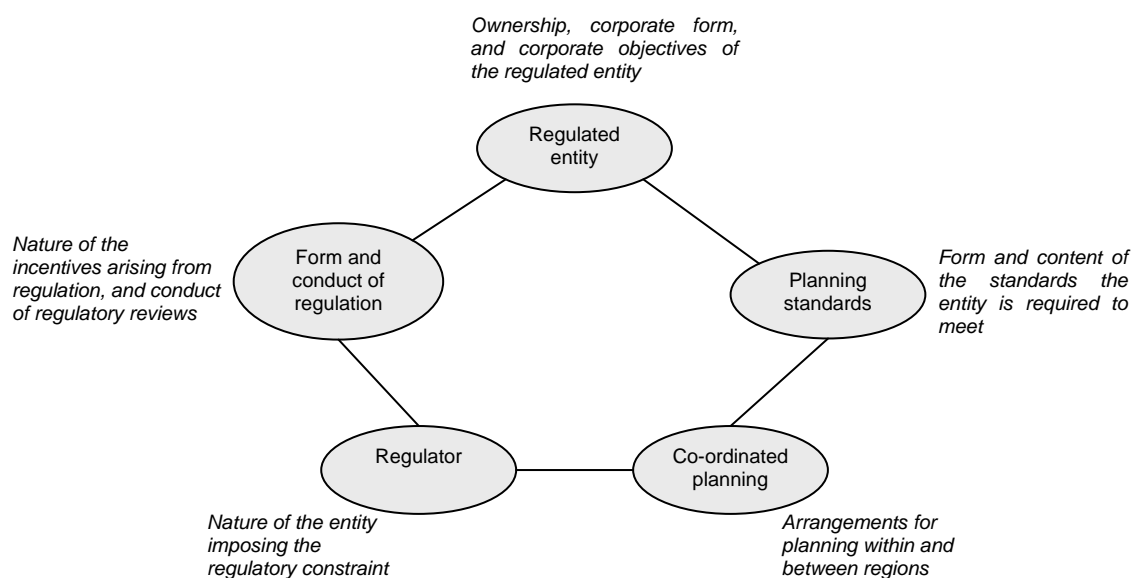 Ownership, corporate form,
and corporate objectives of
the regulated entity
Regulated
entity
Nature of the
incentives arising from
regulation, and conduct
of regulatory reviews
Form and
conduct of
regulation
Planning
standards
Form and content of
the standards the
entity is required to
meet
Regulator
Co-ordinated
planning
Nature of the entity
imposing the
regulatory constraint
Arrangements for
planning within and
between regions